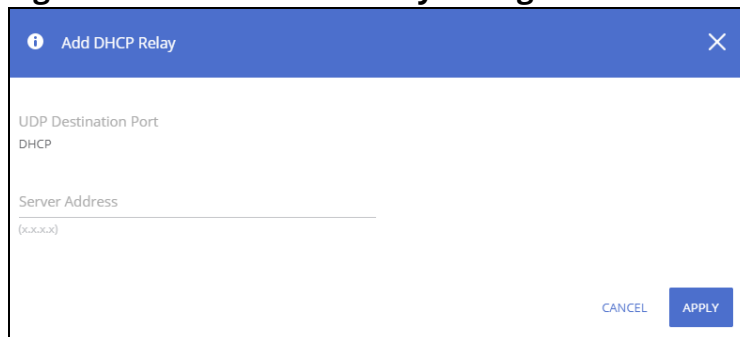 Add DHCP Relay
UDP Destination Port
DHCP
Server Address
(x.x.x.x)
CANCEL APPLY